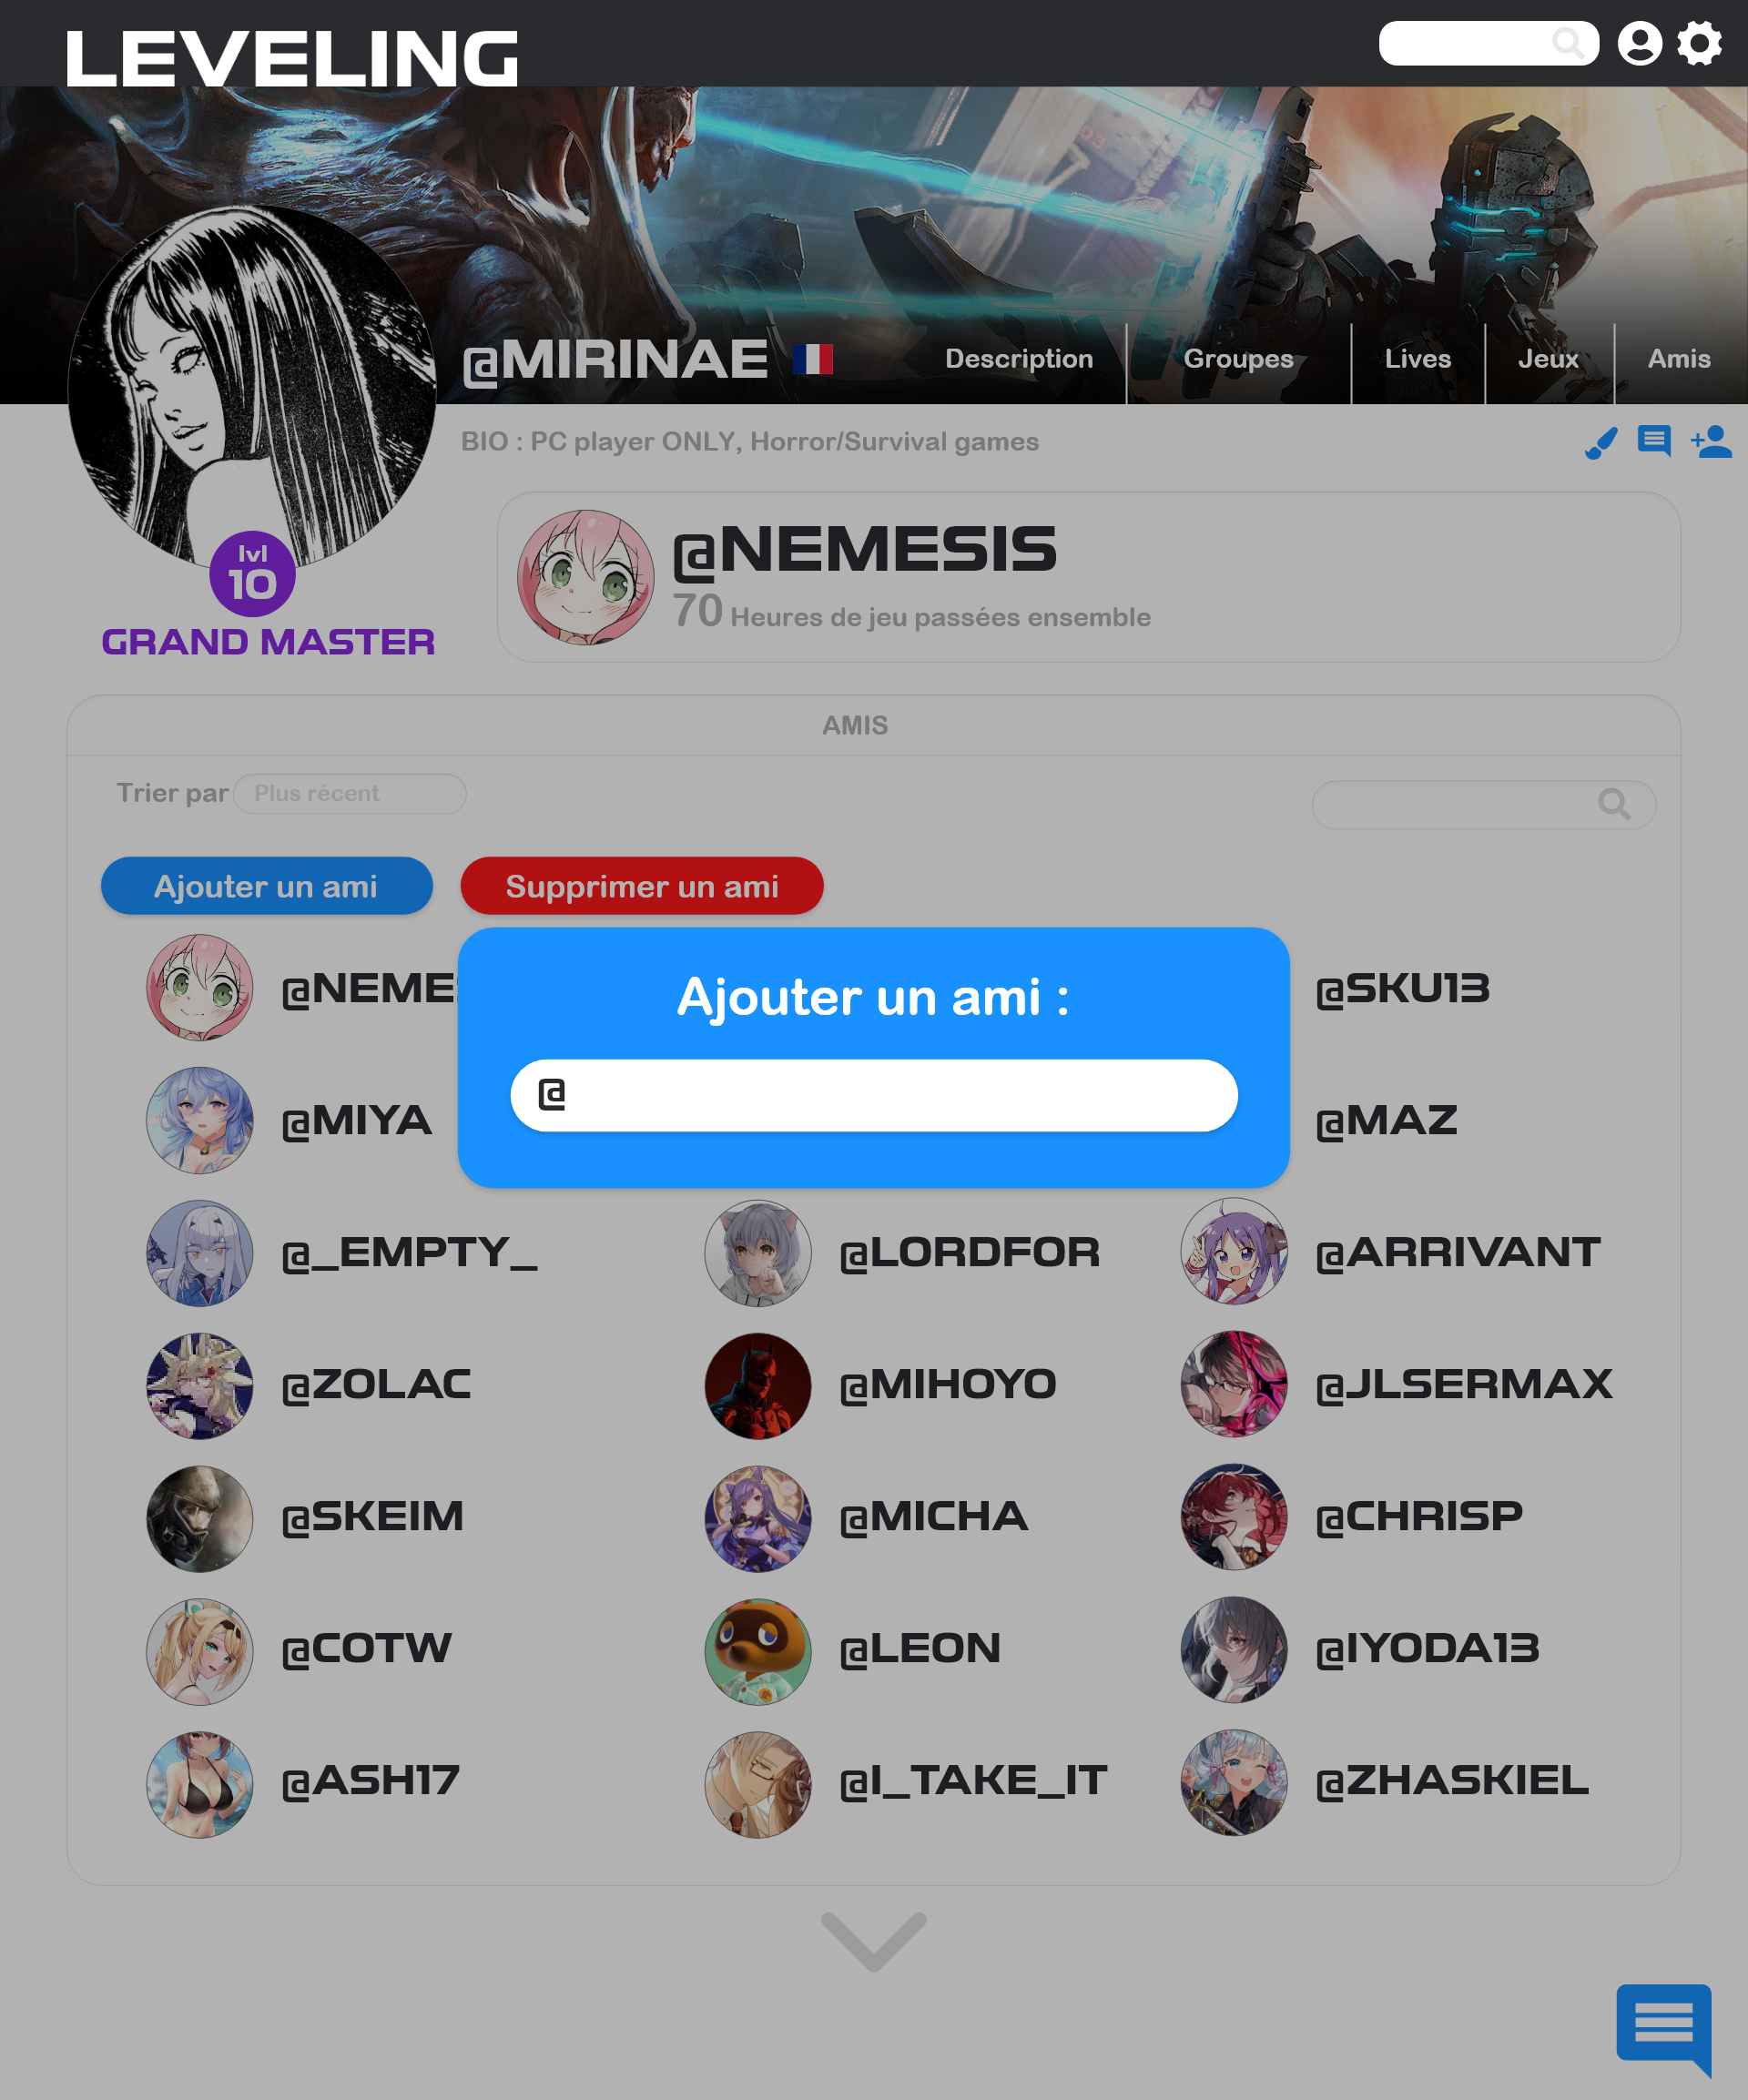 LEVELING
@MIRINAE
Description
Groupes
Lives
Jeux
Amis
BIO : PC player ONLY, Horror/Survival games
lvl
10
GRAND MASTER
@NEMESIS
70 Heures de jeu passées ensemble
AMIS
Trier par
Plus récent
Ajouter un ami
Supprimer un ami
Ajouter un ami :
@
@SKU13
@MIYA
@MAZ
@_EMPTY_
@LORDFOR
@ARRIVANT
@ZOLAC
@MIHOYO
@JLSERMAX
@SKEIM
@MICHA
@CHRISP
@COTW
@LEON
@IYODA13
@ASH17
@I_TAKE_IT
@ZHASKIEL